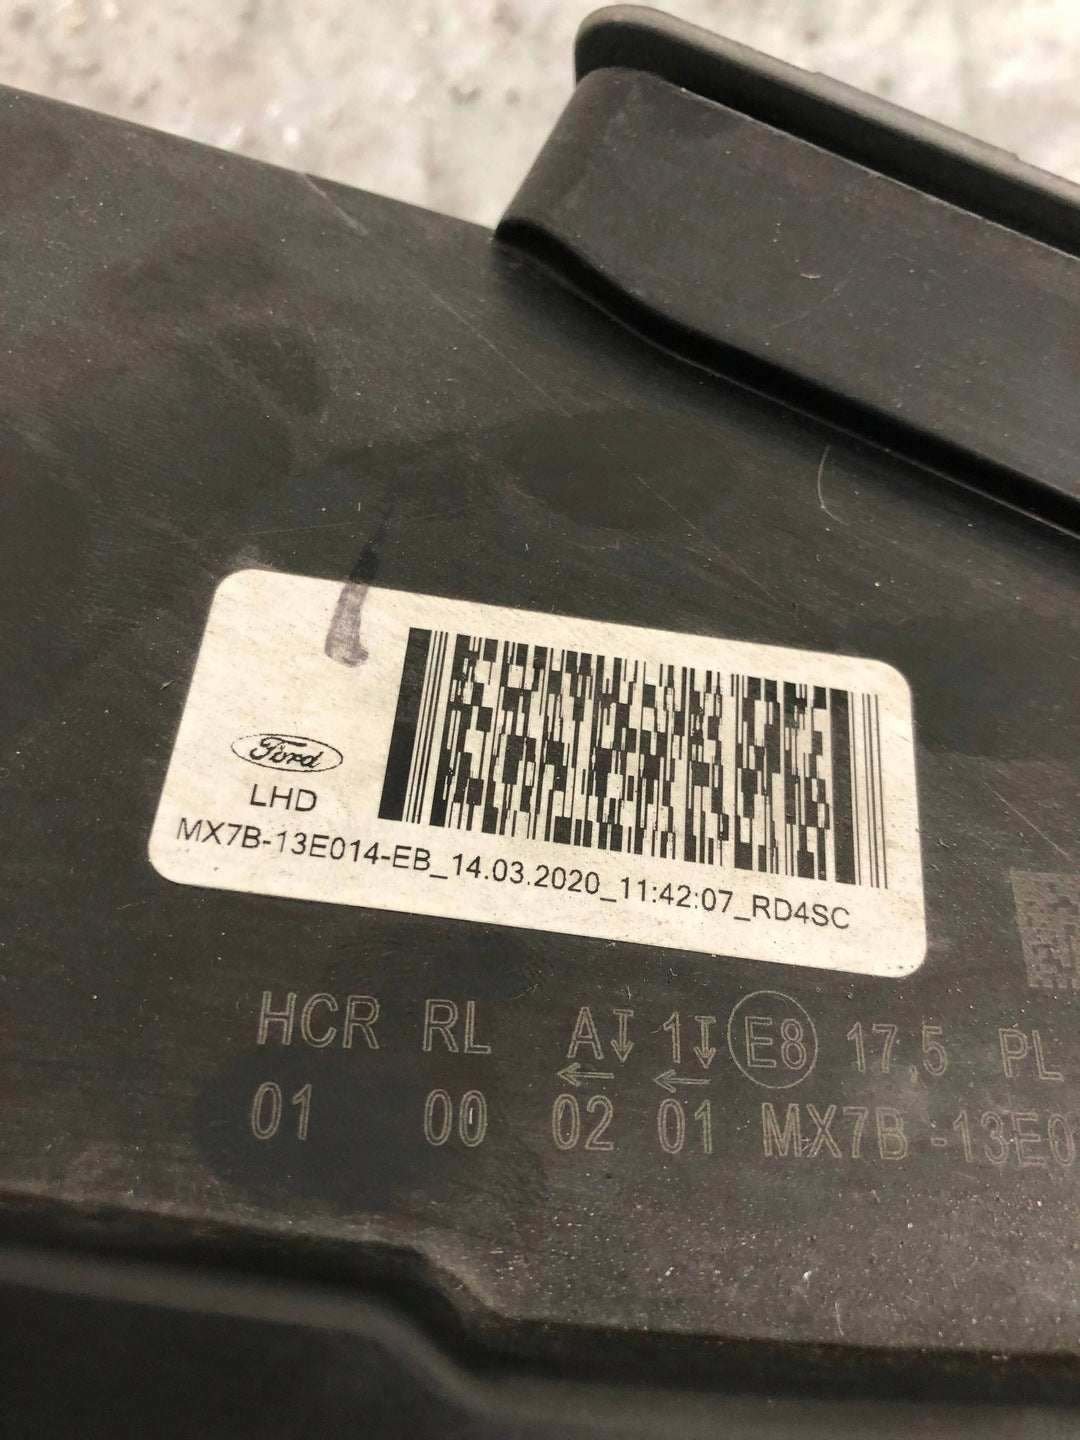 Ford
LHD
MX7B-13E014-EB_14.03.2020_11:42:07_RD4SC
HCR RL A 1 E8 17,5 PL
01 00 02 01 MX7B -13E0